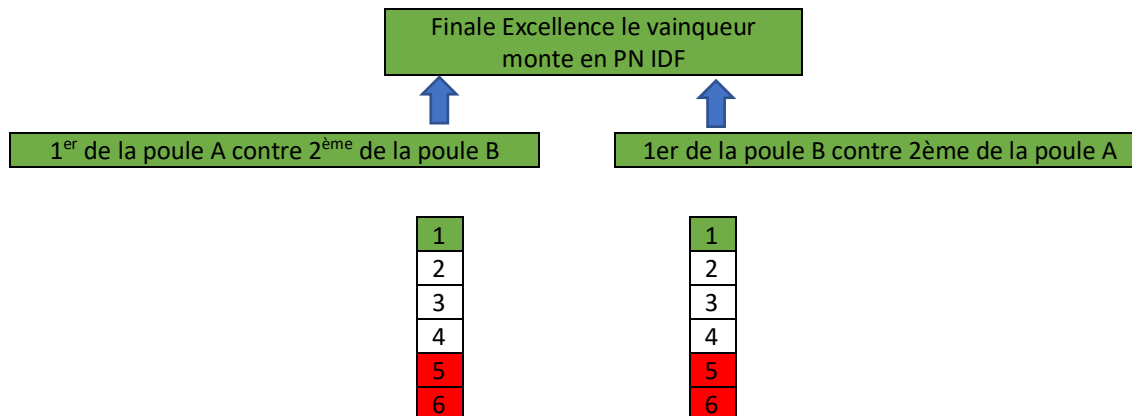 Finale Excellence le vainqueur
monte en PN IDF
1er de la poule A contre 2ème de la poule B
1er de la poule B contre 2ème de la poule A
1 1
2 2
3 3
4 4
5 5
6 6